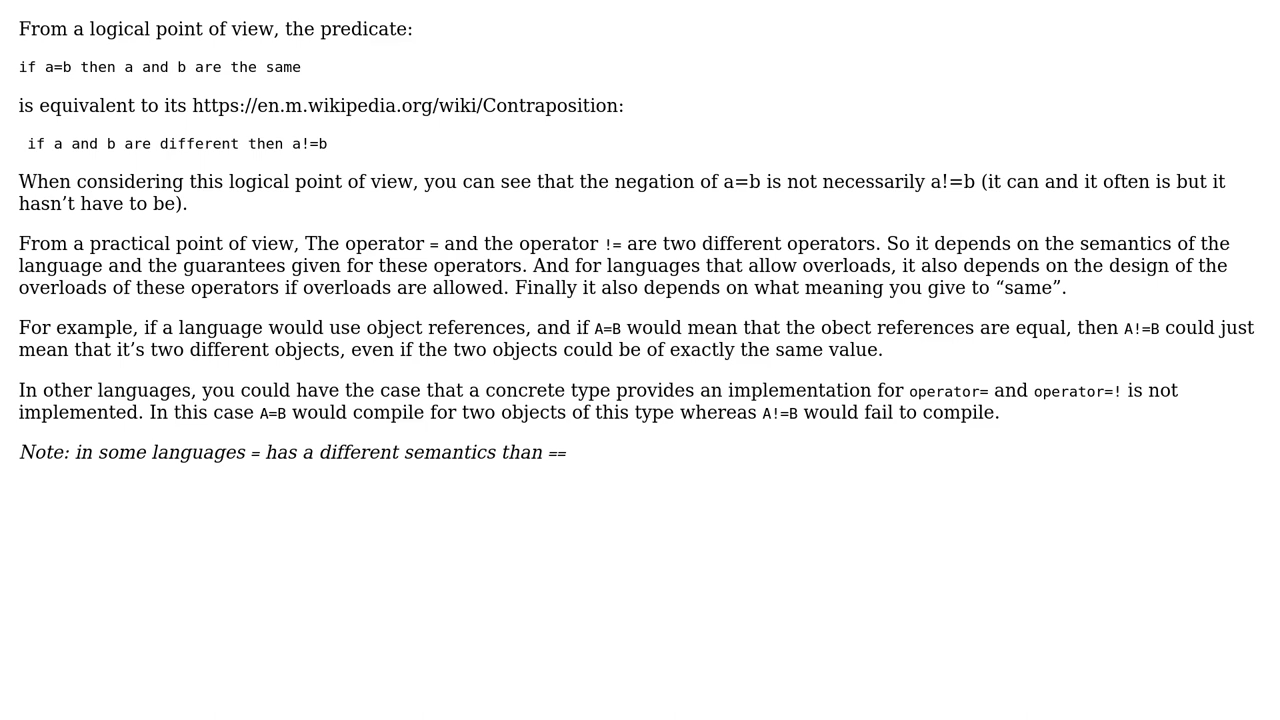 From a logical point of view, the predicate:
if a=b then a and b are the same
is equivalent to its https://en.m.wikipedia.org/wiki/Contraposition:
if a and b are different then a!=b
When considering this logical point of view, you can see that the negation of a=b is not necessarily a!=b (it can and it often is but it
hasn’t have to be).
From a practical point of view, The operator = and the operator != are two different operators. So it depends on the semantics of the
language and the guarantees given for these operators. And for languages that allow overloads, it also depends on the design of the
overloads of these operators if overloads are allowed. Finally it also depends on what meaning you give to “same”.
For example, if a language would use object references, and if A=B would mean that the obect references are equal, then A!=B could just
mean that it’s two different objects, even if the two objects could be of exactly the same value.
In other languages, you could have the case that a concrete type provides an implementation for operator= and operator=! is not
implemented. In this case A=B would compile for two objects of this type whereas A!=B would fail to compile.
Note: in some languages = has a different semantics than ==